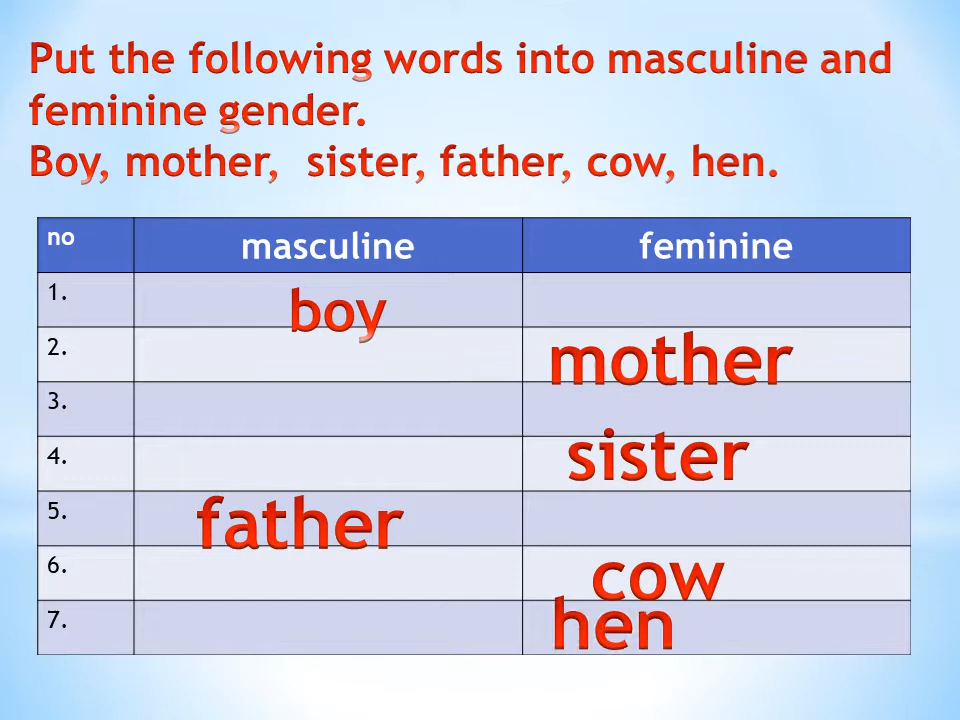 Put the following words into masculine and
feminine gender.
Boy, mother, sister, father, cow, hen.
no masculine feminine
1. boy
2. mother
3.
4. sister
5. father
6. cow
7. hen